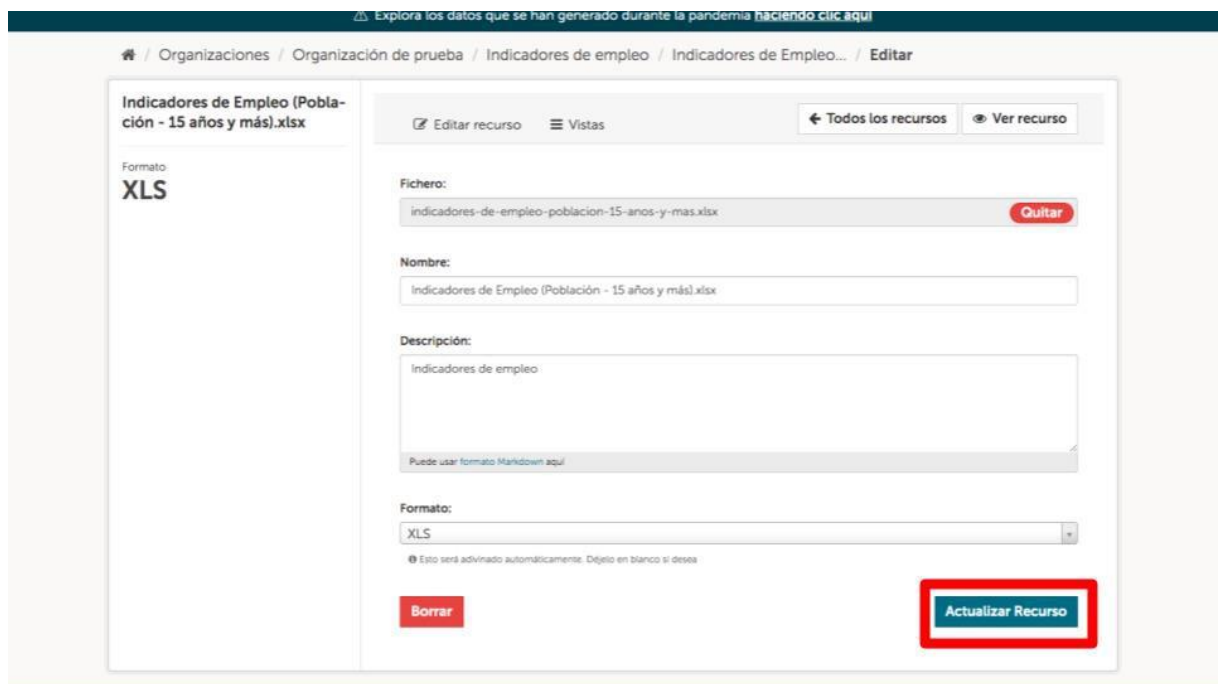 Explora los datos que se han generado durante la pandemia haciendo clic aquí
/ Organizaciones / Organización de prueba / Indicadores de empleo / Indicadores de Empleo... / Editar
Indicadores de Empleo (Pobla-
ción - 15 años y más).xlsx
Formato
XLS
Editar recurso
Vistas
Todos los recursos
Ver recurso
Fichero:
indicadores-de-empleo-poblacion-15-anos-y-mas.xlsx
Quitar
Nombre:
Indicadores de Empleo (Población - 15 años y más).xlsx
Descripción:
Indicadores de empleo
Puede usar formato Markdown aquí
Formato:
XLS
Esto será adivinado automáticamente. Déjelo en blanco si desea
Borrar
Actualizar Recurso